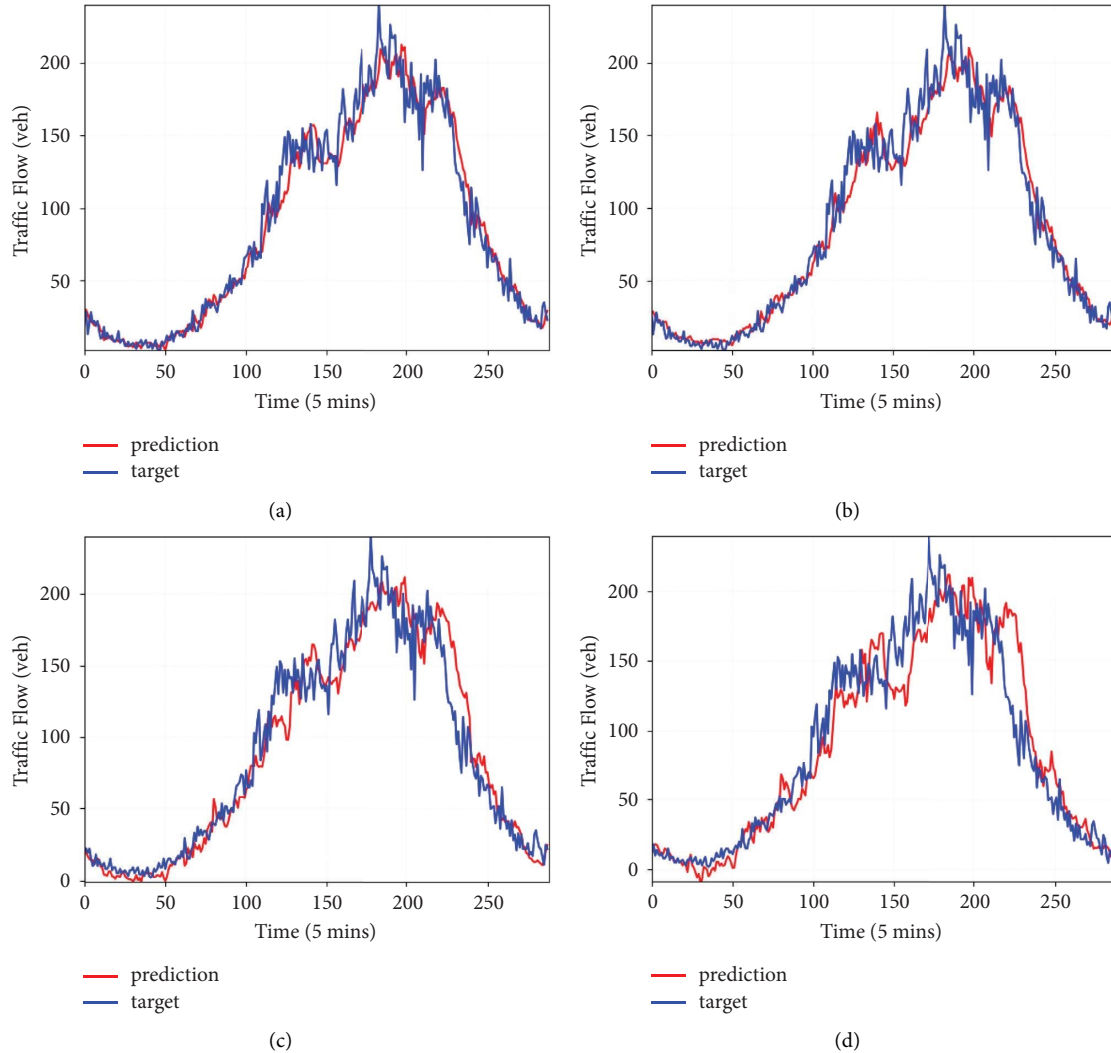 200
150
100
50
Traffic Flow (veh)
0 50 100 150 200 250
Time (5 mins)
prediction
target
(a)
200
150
100
50
Traffic Flow (veh)
0 50 100 150 200 250
Time (5 mins)
prediction
target
(b)
200
150
100
50
0
Traffic Flow (veh)
0 50 100 150 200 250
Time (5 mins)
prediction
target
(c)
200
150
100
50
0
Traffic Flow (veh)
0 50 100 150 200 250
Time (5 mins)
prediction
target
(d)